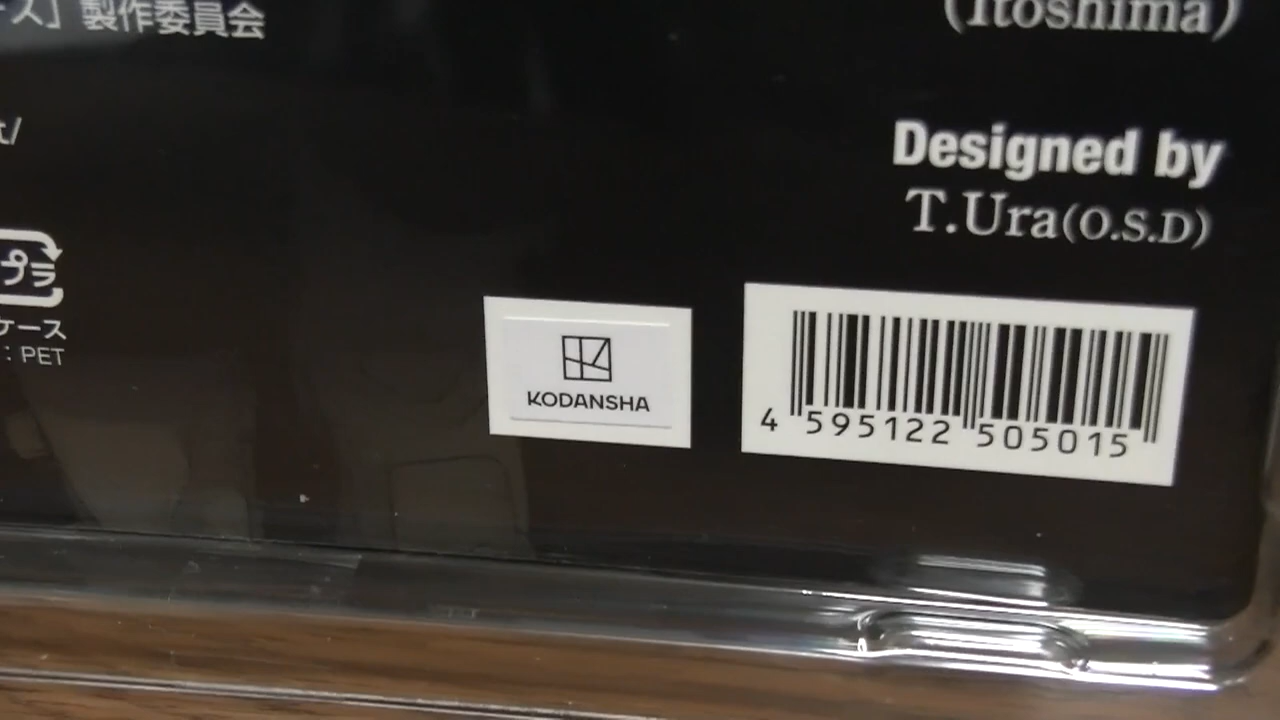 ス」製作委員会
(Itoshima)
t/
Designed by
T.Ura(O.S.D)
プラ
ケース
: PET
KODANSHA
4 595122 505015